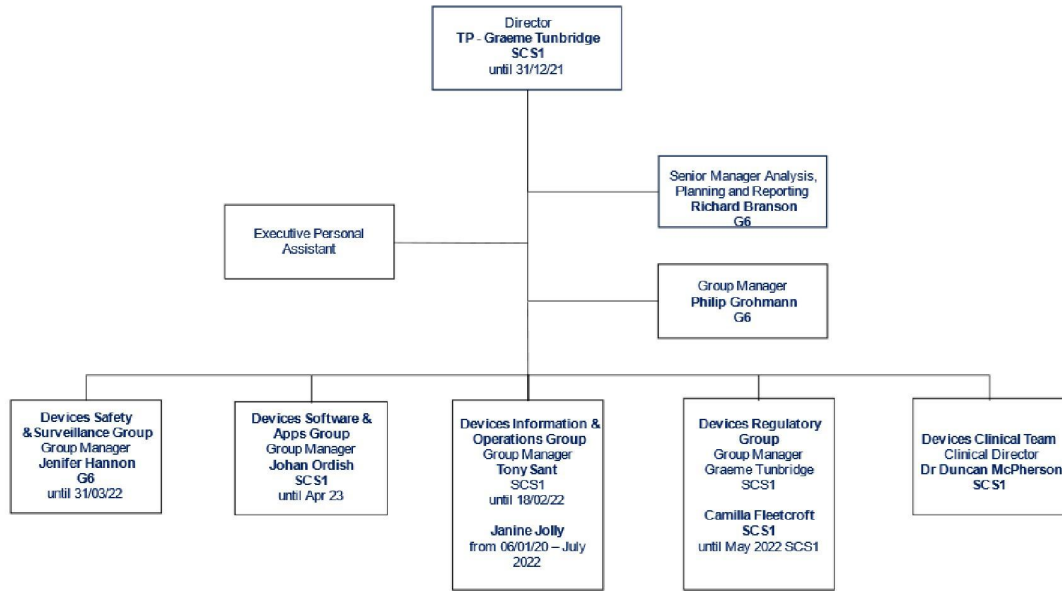 Director
TP - Graeme Tunbridge
SCS1
until 31/12/21
Senior Manager Analysis,
Planning and Reporting
Richard Branson
G6
Executive Personal
Assistant
Group Manager
Philip Grohmann
G6
Devices Safety
& Surveillance Group
Group Manager
Jenifer Hannon
G6
until 31/03/22
Devices Software &
Apps Group
Group Manager
Johan Ordish
SCS1
until Apr 23
Devices Information &
Operations Group
Group Manager
Tony Sant
SCS1
until 18/02/22
Janine Jolly
from 06/01/20 – July
2022
Devices Regulatory
Group
Group Manager
Graeme Tunbridge
SCS1
Camilla Fleetcroft
SCS1
until May 2022 SCS1
Devices Clinical Team
Clinical Director
Dr Duncan McPherson
SCS1